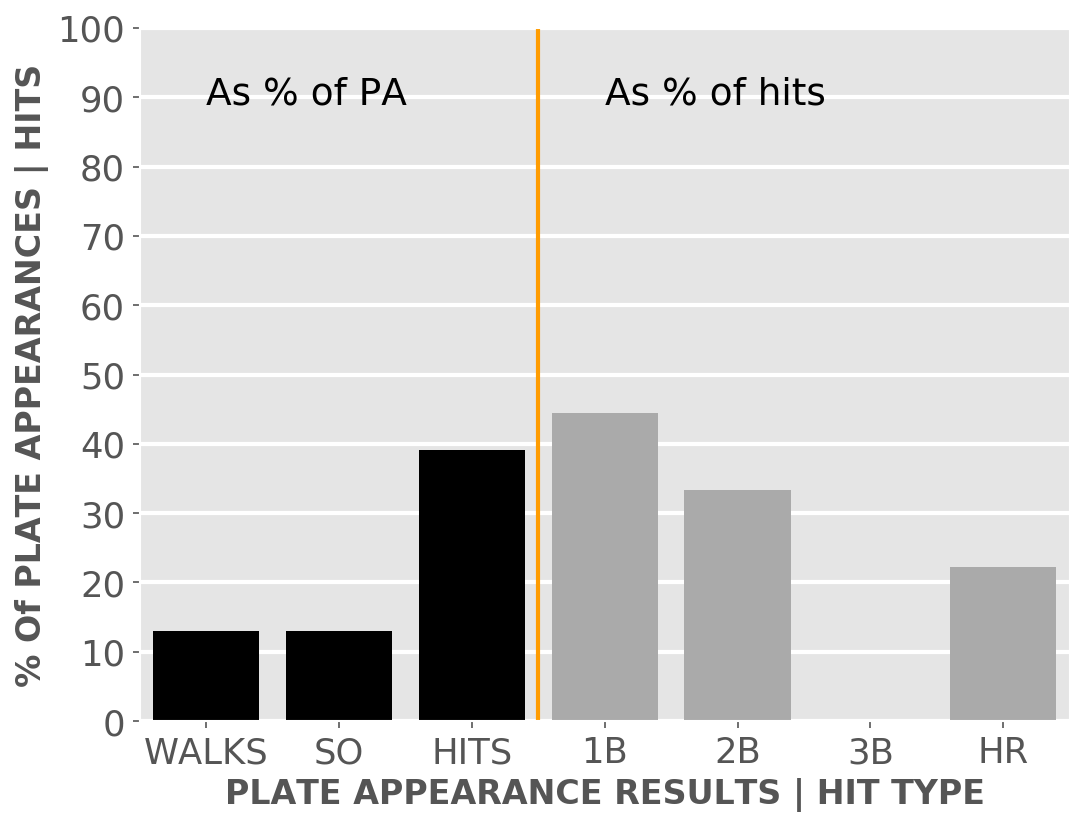 100
90
80
70
60
50
40
30
20
10
0
% Of PLATE APPEARANCES | HITS
As % of PA
As % of hits
WALKS SO HITS 1B 2B 3B HR
PLATE APPEARANCE RESULTS | HIT TYPE